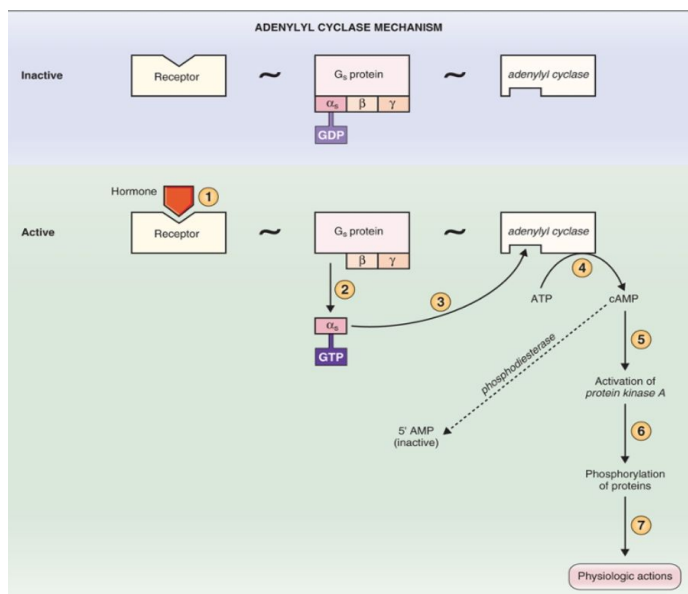 ADENYLYL CYCLASE MECHANISM
Inactive
Receptor
~
Gs protein
~
adenylyl cyclase
αs β γ
GDP
Hormone
1
Active
Receptor
~
Gs protein
~
adenylyl cyclase
β γ
4
2
3
ATP
cAMP
αs
GTP
phosphodiesterase
5
Activation of
protein kinase A
5' AMP
(inactive)
6
Phosphorylation
of proteins
7
Physiologic actions